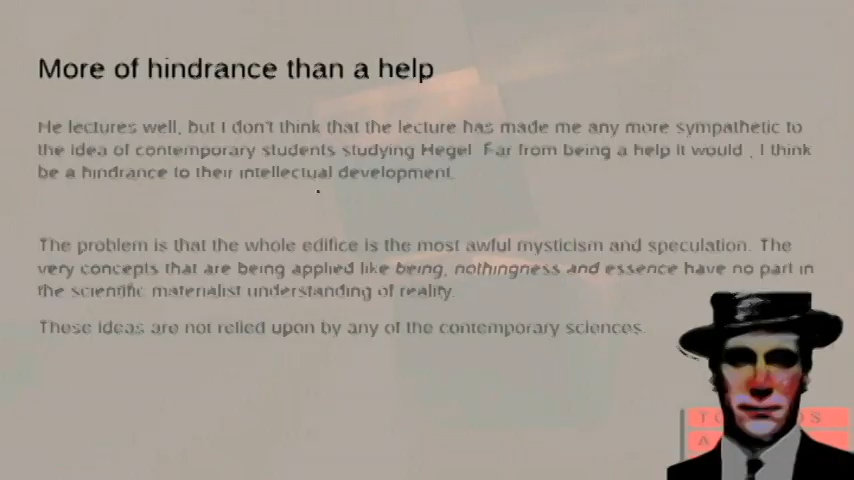 More of hindrance than a help
He lectures well, but I don't think that the lecture has made me any more sympathetic to
the idea of contemporary students studying Hegel. Far from being a help it would , I think
be a hindrance to their intellectual development.
The problem is that the whole edifice is the most awful mysticism and speculation. The
very concepts that are being applied like being, nothingness and essence have no part in
the scientific materialist understanding of reality.
These ideas are not relied upon by any of the contemporary sciences.